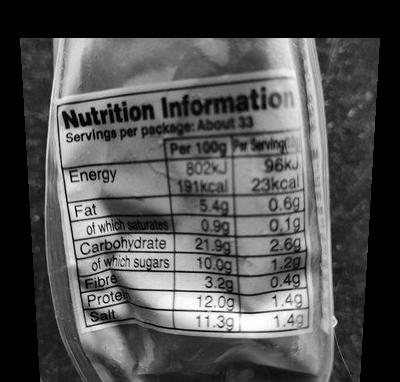 Nutrition Information
Servings per package: About 33
Per 100g Per Serving
Energy 802kJ 96kJ
191kcal 23kcal
Fat 5.4g 0.6g
of which saturates 0.9g 0.1g
Carbohydrate 21.9g 2.6g
of which sugars 10.0g 1.2g
Fibre 3.2g 0.4g
Protein 12.0g 1.4g
Salt 11.3g 1.4g